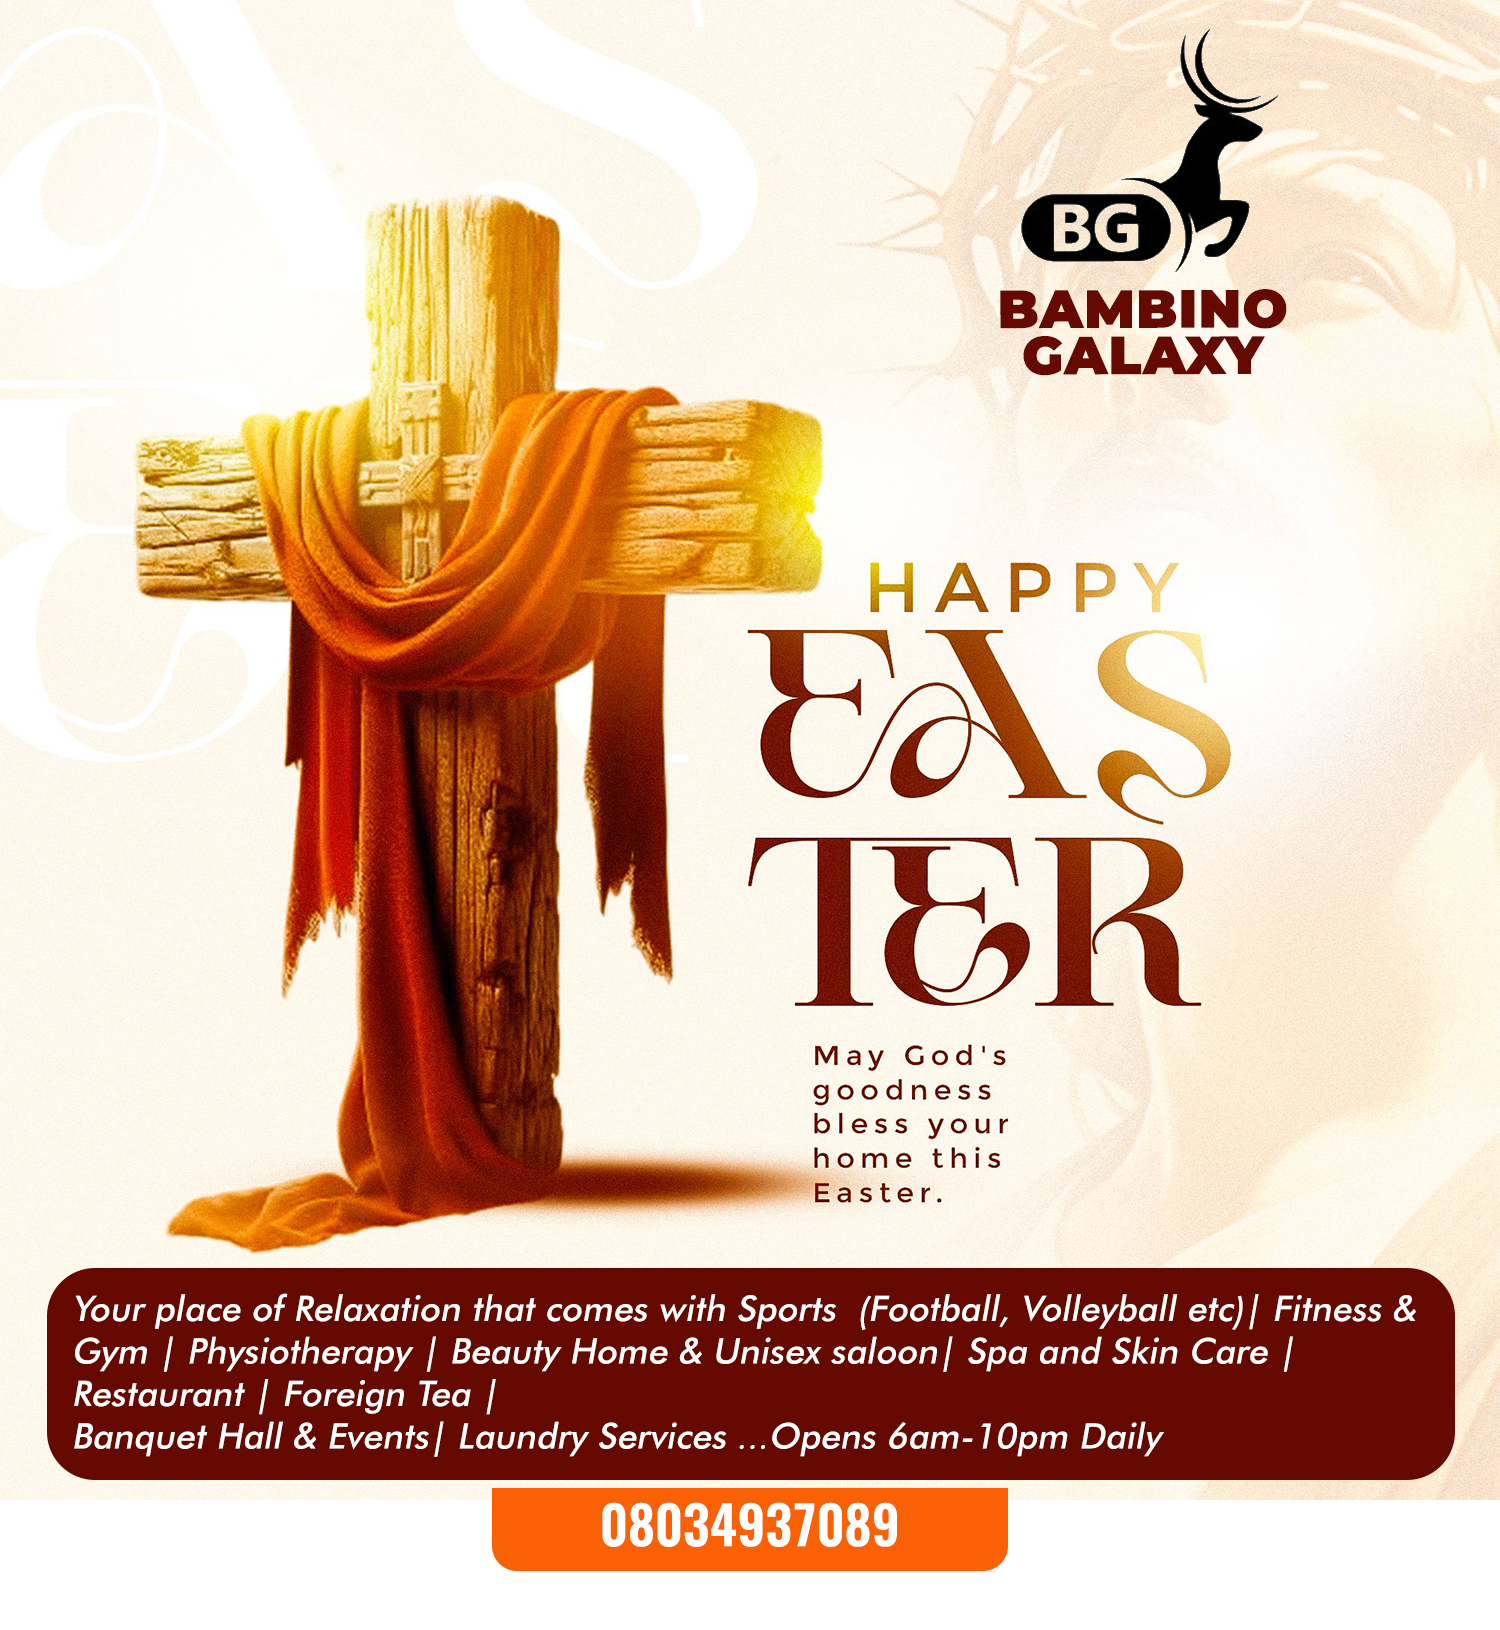 BG
BAMBINO
GALAXY
HAPPY
EAS
TER
May God's
goodness
bless your
home this
Easter.
Your place of Relaxation that comes with Sports  (Football, Volleyball etc)| Fitness &
Gym | Physiotherapy | Beauty Home & Unisex saloon| Spa and Skin Care |
Restaurant | Foreign Tea |
Banquet Hall & Events| Laundry Services ...Opens 6am-10pm Daily
08034937089